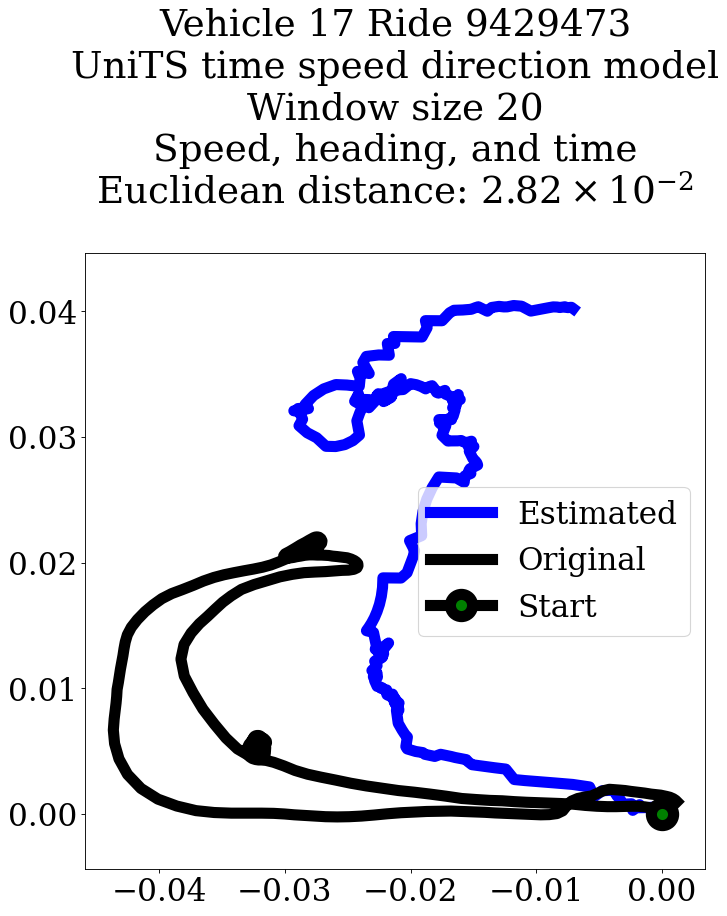 Vehicle 17 Ride 9429473
UniTS time speed direction model
Window size 20
Speed, heading, and time
Euclidean distance: 2.82 × 10⁻²
0.04
0.03
0.02
0.01
0.00
Estimated
Original
Start
−0.04 −0.03 −0.02 −0.01 0.00